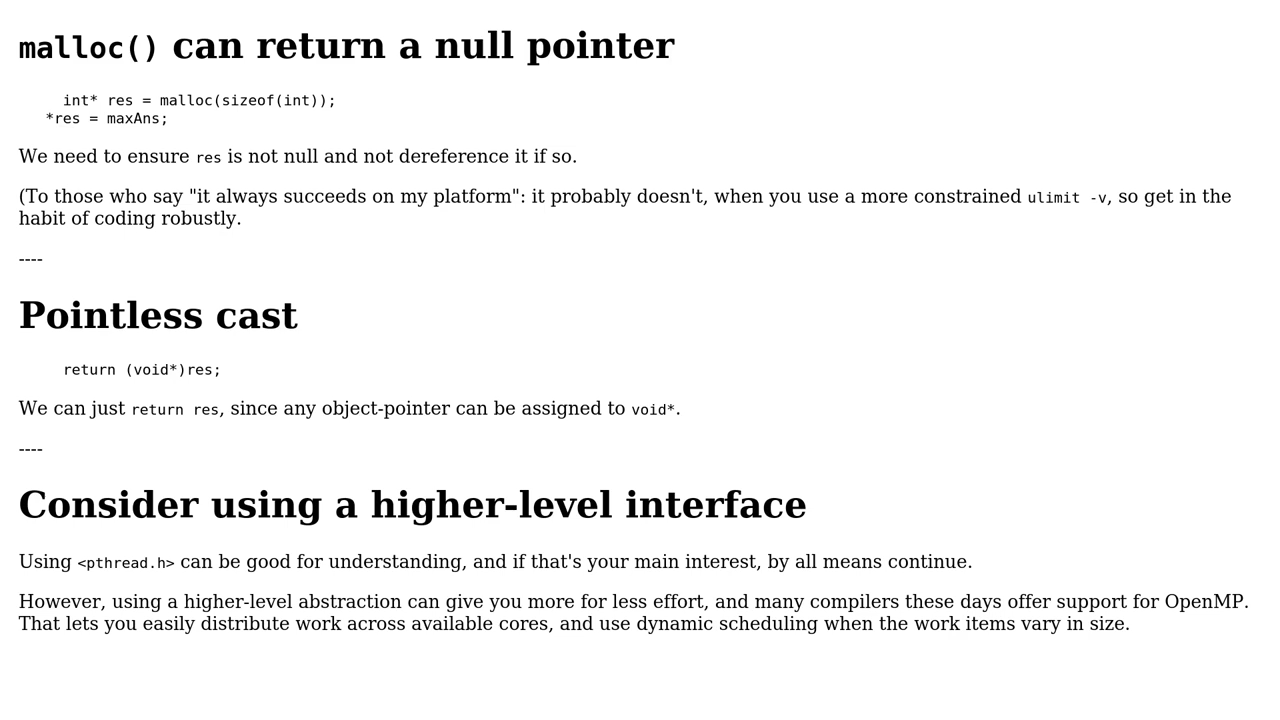 malloc() can return a null pointer
int* res = malloc(sizeof(int));
*res = maxAns;
We need to ensure res is not null and not dereference it if so.
(To those who say "it always succeeds on my platform": it probably doesn't, when you use a more constrained ulimit -v, so get in the
habit of coding robustly.
----
Pointless cast
return (void*)res;
We can just return res, since any object-pointer can be assigned to void*.
----
Consider using a higher-level interface
Using <pthread.h> can be good for understanding, and if that's your main interest, by all means continue.
However, using a higher-level abstraction can give you more for less effort, and many compilers these days offer support for OpenMP.
That lets you easily distribute work across available cores, and use dynamic scheduling when the work items vary in size.